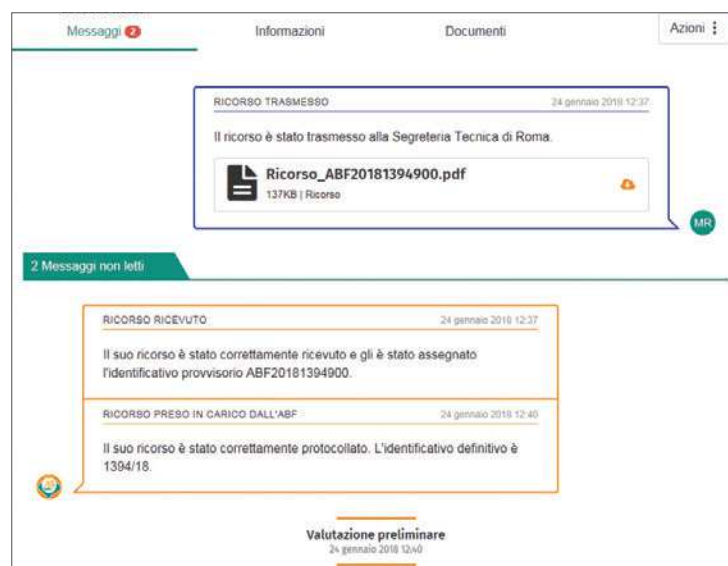 Messaggi 2
Informazioni
Documenti
Azioni
RICORSO TRASMESSO 24 gennaio 2018 12:37
Il ricorso è stato trasmesso alla Segreteria Tecnica di Roma.
Ricorso_ABF20181394900.pdf
137KB | Ricorso
MR
2 Messaggi non letti
RICORSO RICEVUTO 24 gennaio 2018 12:37
Il suo ricorso è stato correttamente ricevuto e gli è stato assegnato
l'identificativo provvisorio ABF20181394900.
RICORSO PRESO IN CARICO DALL'ABF 24 gennaio 2018 12:40
Il suo ricorso è stato correttamente protocollato. L'identificativo definitivo è
1394/18.
Valutazione preliminare
24 gennaio 2018 12:40